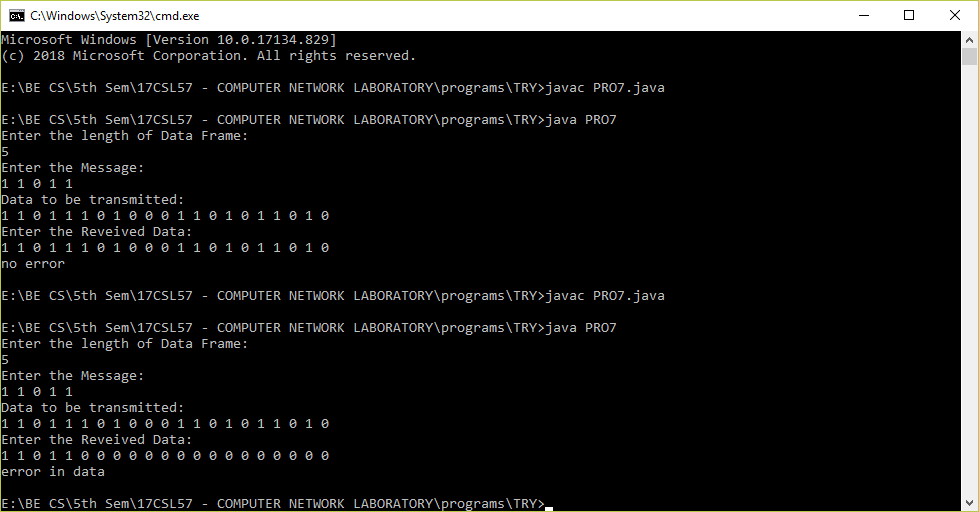 C:\Windows\System32\cmd.exe
Microsoft Windows [Version 10.0.17134.829]
(c) 2018 Microsoft Corporation. All rights reserved.
E:\BE CS\5th Sem\17CSL57 - COMPUTER NETWORK LABORATORY\programs\TRY>javac PRO7.java
E:\BE CS\5th Sem\17CSL57 - COMPUTER NETWORK LABORATORY\programs\TRY>java PRO7
Enter the length of Data Frame:
5
Enter the Message:
1 1 0 1 1
Data to be transmitted:
1 1 0 1 1 1 0 1 0 0 0 1 1 0 1 0 1 1 0 1 0
Enter the Reveived Data:
1 1 0 1 1 1 0 1 0 0 0 1 1 0 1 0 1 1 0 1 0
no error
E:\BE CS\5th Sem\17CSL57 - COMPUTER NETWORK LABORATORY\programs\TRY>javac PRO7.java
E:\BE CS\5th Sem\17CSL57 - COMPUTER NETWORK LABORATORY\programs\TRY>java PRO7
Enter the length of Data Frame:
5
Enter the Message:
1 1 0 1 1
Data to be transmitted:
1 1 0 1 1 1 0 1 0 0 0 1 1 0 1 0 1 1 0 1 0
Enter the Reveived Data:
1 1 0 1 1 0 0 0 0 0 0 0 0 0 0 0 0 0 0 0 0
error in data
E:\BE CS\5th Sem\17CSL57 - COMPUTER NETWORK LABORATORY\programs\TRY>